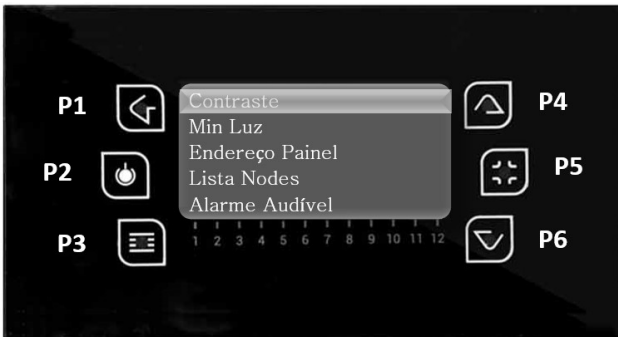 P1
P2
P3
Contraste
Min Luz
Endereço Painel
Lista Nodes
Alarme Audível
1 2 3 4 5 6 7 8 9 10 11 12
P4
P5
P6